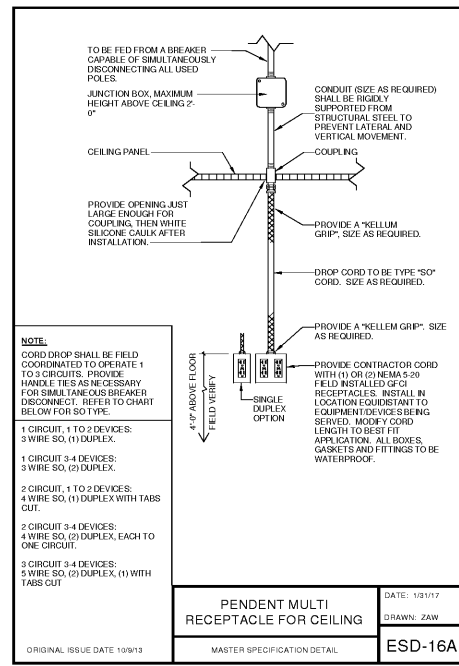 TO BE FED FROM A BREAKER
CAPABLE OF SIMULTANEOUSLY
DISCONNECTING ALL USED
POLES.
JUNCTION BOX, MAXIMUM
HEIGHT ABOVE CEILING 2'-
0"
CONDUIT (SIZE AS REQUIRED)
SHALL BE RIGIDLY
SUPPORTED FROM
STRUCTURAL STEEL TO
PREVENT LATERAL AND
VERTICAL MOVEMENT.
CEILING PANEL
COUPLING
PROVIDE OPENING JUST
LARGE ENOUGH FOR
COUPLING, THEN WHITE
SILICONE CAULK AFTER
INSTALLATION.
PROVIDE A "KELLUM
GRIP", SIZE AS REQUIRED.
DROP CORD TO BE TYPE "SO"
CORD. SIZE AS REQUIRED.
PROVIDE A "KELLEM GRIP". SIZE
AS REQUIRED.
4'-0" ABOVE FLOOR
FIELD VERIFY
SINGLE
DUPLEX
OPTION
PROVIDE CONTRACTOR CORD
WITH (1) OR (2) NEMA 5-20
FIELD INSTALLED GFCI
RECEPTACLES. INSTALL IN
LOCATION EQUIDISTANT TO
EQUIPMENT/DEVICES BEING
SERVED. MODIFY CORD
LENGTH TO BEST FIT
APPLICATION. ALL BOXES,
GASKETS AND FITTINGS TO BE
WATERPROOF.
NOTE:
CORD DROP SHALL BE FIELD
COORDINATED TO OPERATE 1
TO 3 CIRCUITS. PROVIDE
HANDLE TIES AS NECESSARY
FOR SIMULTANEOUS BREAKER
DISCONNECT. REFER TO CHART
BELOW FOR SO TYPE.
1 CIRCUIT, 1 TO 2 DEVICES:
3 WIRE SO, (1) DUPLEX.
1 CIRCUIT 3-4 DEVICES:
3 WIRE SO, (2) DUPLEX.
2 CIRCUIT, 1 TO 2 DEVICES:
4 WIRE SO, (1) DUPLEX WITH TABS
CUT.
2 CIRCUIT 3-4 DEVICES:
4 WIRE SO, (2) DUPLEX, EACH TO
ONE CIRCUIT.
3 CIRCUIT 3-4 DEVICES:
5 WIRE SO, (2) DUPLEX, (1) WITH
TABS CUT
ORIGINAL ISSUE DATE 10/9/13
PENDENT MULTI
RECEPTACLE FOR CEILING
MASTER SPECIFICATION DETAIL
DATE: 1/31/17
DRAWN: ZAW
ESD-16A